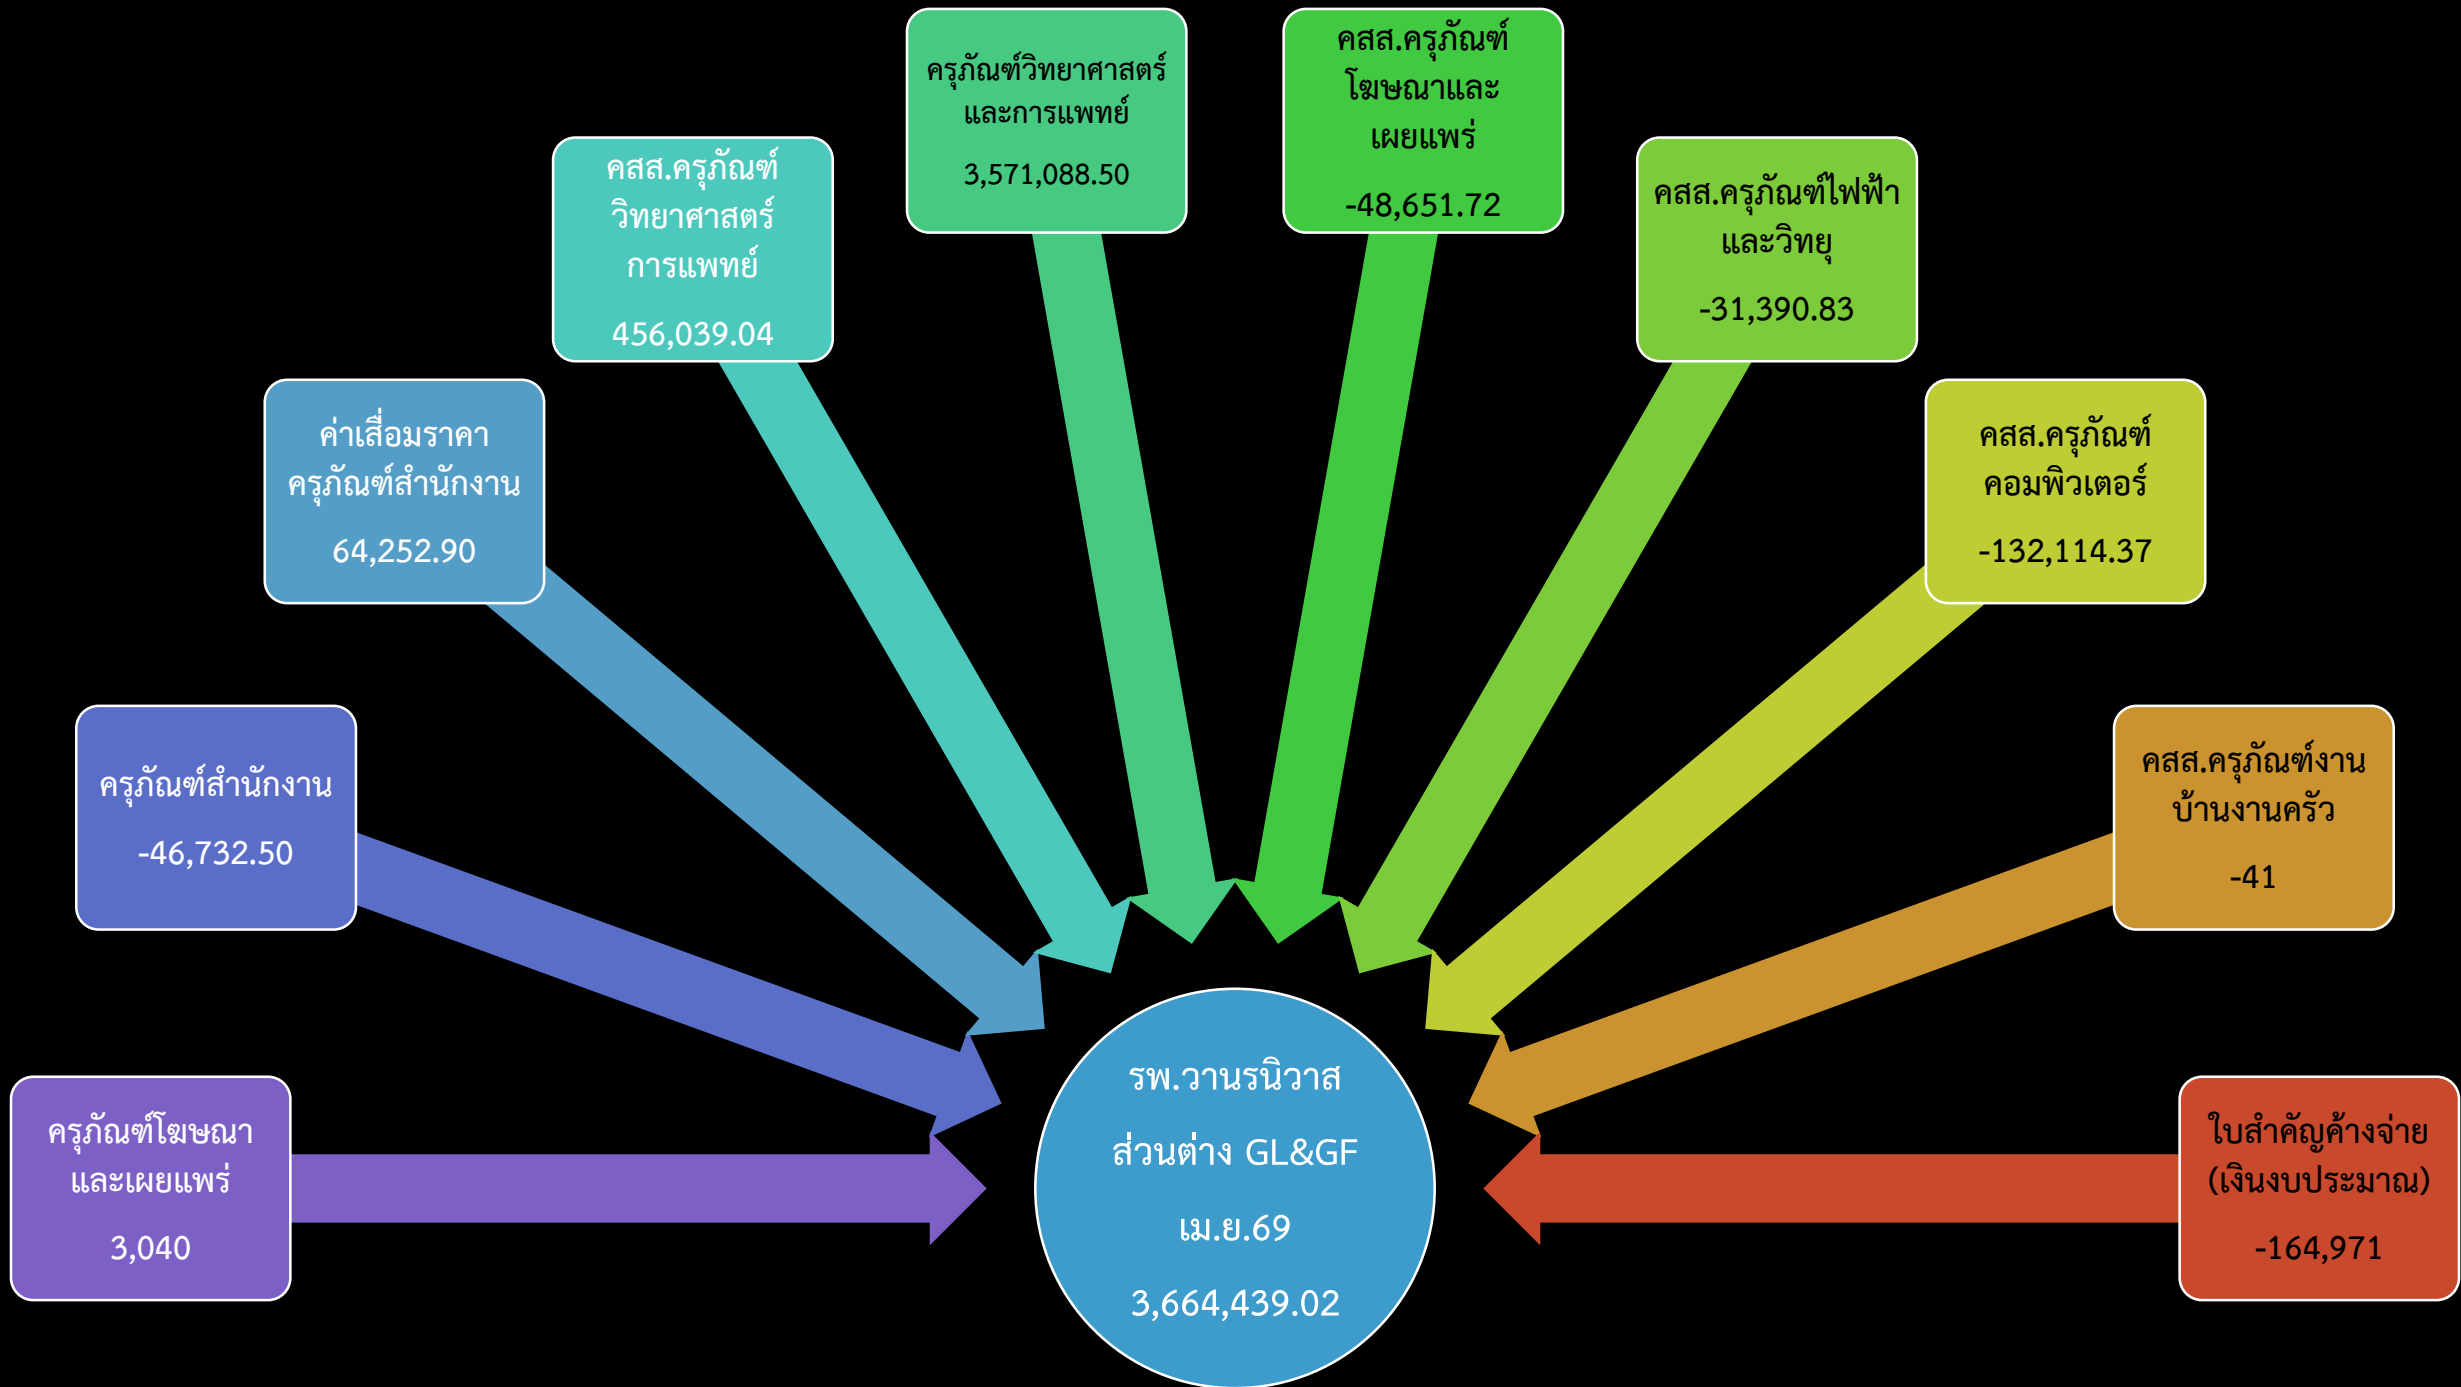 ครุภัณฑ์โฆษณา
และเผยแพร่
3,040
ครุภัณฑ์สำนักงาน
-46,732.50
ค่าเสื่อมราคา
ครุภัณฑ์สำนักงาน
64,252.90
คสส.ครุภัณฑ์
วิทยาศาสตร์
การแพทย์
456,039.04
ครุภัณฑ์วิทยาศาสตร์
และการแพทย์
3,571,088.50
คสส.ครุภัณฑ์
โฆษณาและ
เผยแพร่
-48,651.72
คสส.ครุภัณฑ์ไฟฟ้า
และวิทยุ
-31,390.83
คสส.ครุภัณฑ์
คอมพิวเตอร์
-132,114.37
คสส.ครุภัณฑ์งาน
บ้านงานครัว
-41
ใบสำคัญค้างจ่าย
(เงินงบประมาณ)
-164,971
รพ.วานรนิวาส
ส่วนต่าง GL&GF
เม.ย.69
3,664,439.02